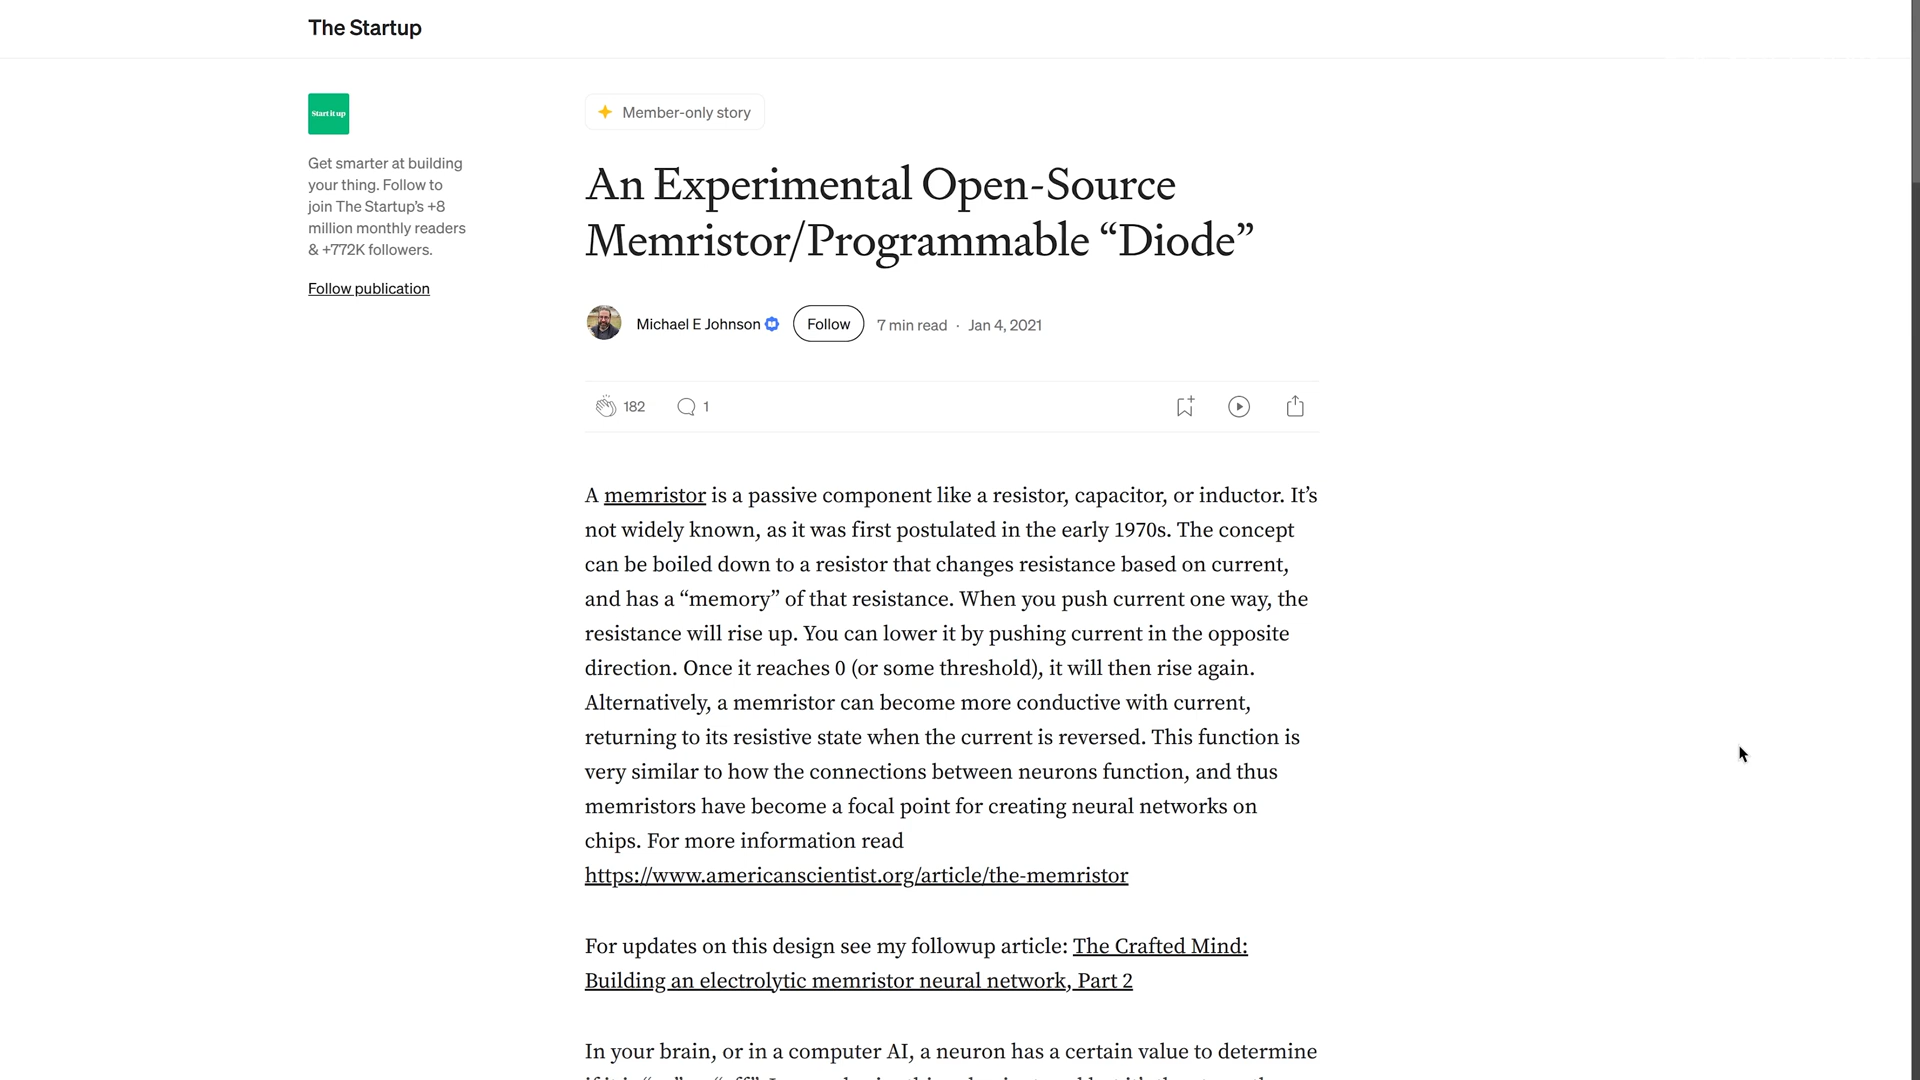 The Startup
Start it up
Get smarter at building
your thing. Follow to
join The Startup’s +8
million monthly readers
& +772K followers.
Follow publication
Member-only story
An Experimental Open-Source
Memristor/Programmable “Diode”
Michael E Johnson
Follow
7 min read · Jan 4, 2021
182
1
A memristor is a passive component like a resistor, capacitor, or inductor. It’s
not widely known, as it was first postulated in the early 1970s. The concept
can be boiled down to a resistor that changes resistance based on current,
and has a “memory” of that resistance. When you push current one way, the
resistance will rise up. You can lower it by pushing current in the opposite
direction. Once it reaches 0 (or some threshold), it will then rise again.
Alternatively, a memristor can become more conductive with current,
returning to its resistive state when the current is reversed. This function is
very similar to how the connections between neurons function, and thus
memristors have become a focal point for creating neural networks on
chips. For more information read
https://www.americanscientist.org/article/the-memristor
For updates on this design see my followup article: The Crafted Mind:
Building an electrolytic memristor neural network, Part 2
In your brain, or in a computer AI, a neuron has a certain value to determine